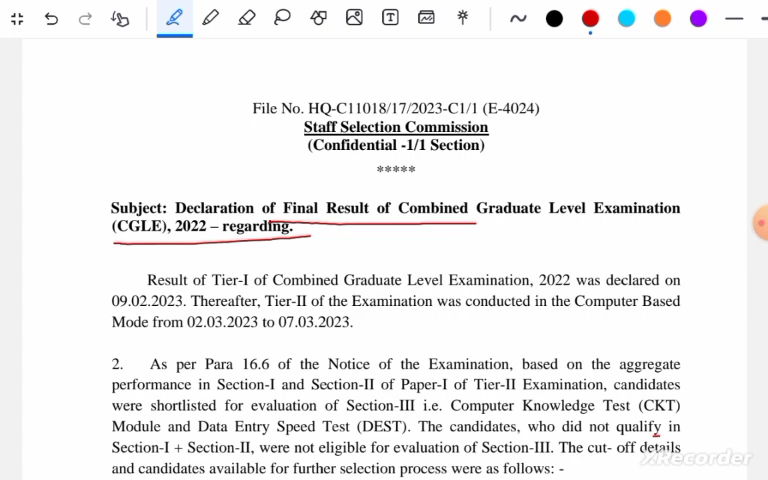 File No. HQ-C11018/17/2023-C1/1 (E-4024)
Staff Selection Commission
(Confidential -1/1 Section)
*****
Subject: Declaration of Final Result of Combined Graduate Level Examination
(CGLE), 2022 – regarding.
Result of Tier-I of Combined Graduate Level Examination, 2022 was declared on
09.02.2023. Thereafter, Tier-II of the Examination was conducted in the Computer Based
Mode from 02.03.2023 to 07.03.2023.
2. As per Para 16.6 of the Notice of the Examination, based on the aggregate
performance in Section-I and Section-II of Paper-I of Tier-II Examination, candidates
were shortlisted for evaluation of Section-III i.e. Computer Knowledge Test (CKT)
Module and Data Entry Speed Test (DEST). The candidates, who did not qualify in
Section-I + Section-II, were not eligible for evaluation of Section-III. The cut- off details
and candidates available for further selection process were as follows: -
XRecorder